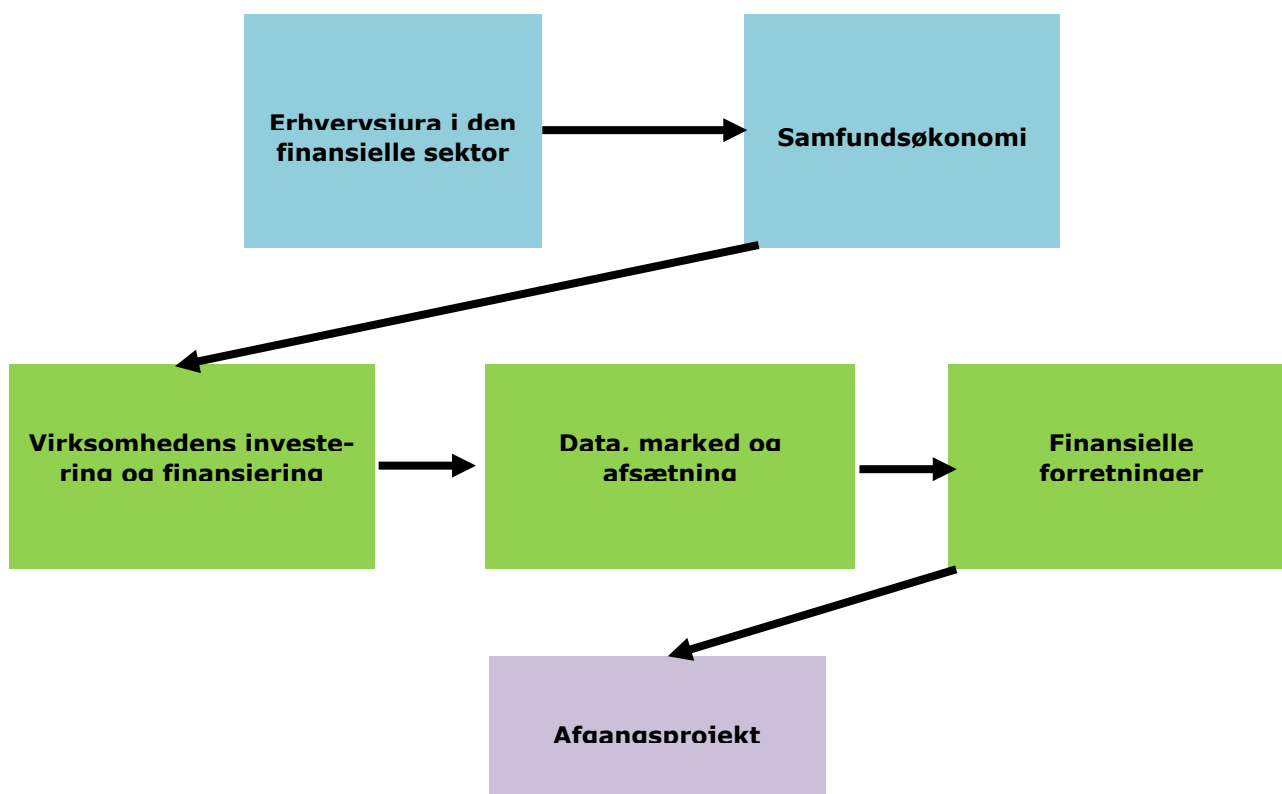 Erhvervsjura i den
finansielle sektor
Samfundsøkonomi
Virksomhedens investe-
ring og finansiering
Data, marked og
afsætning
Finansielle
forretninger
Afgangsprojekt